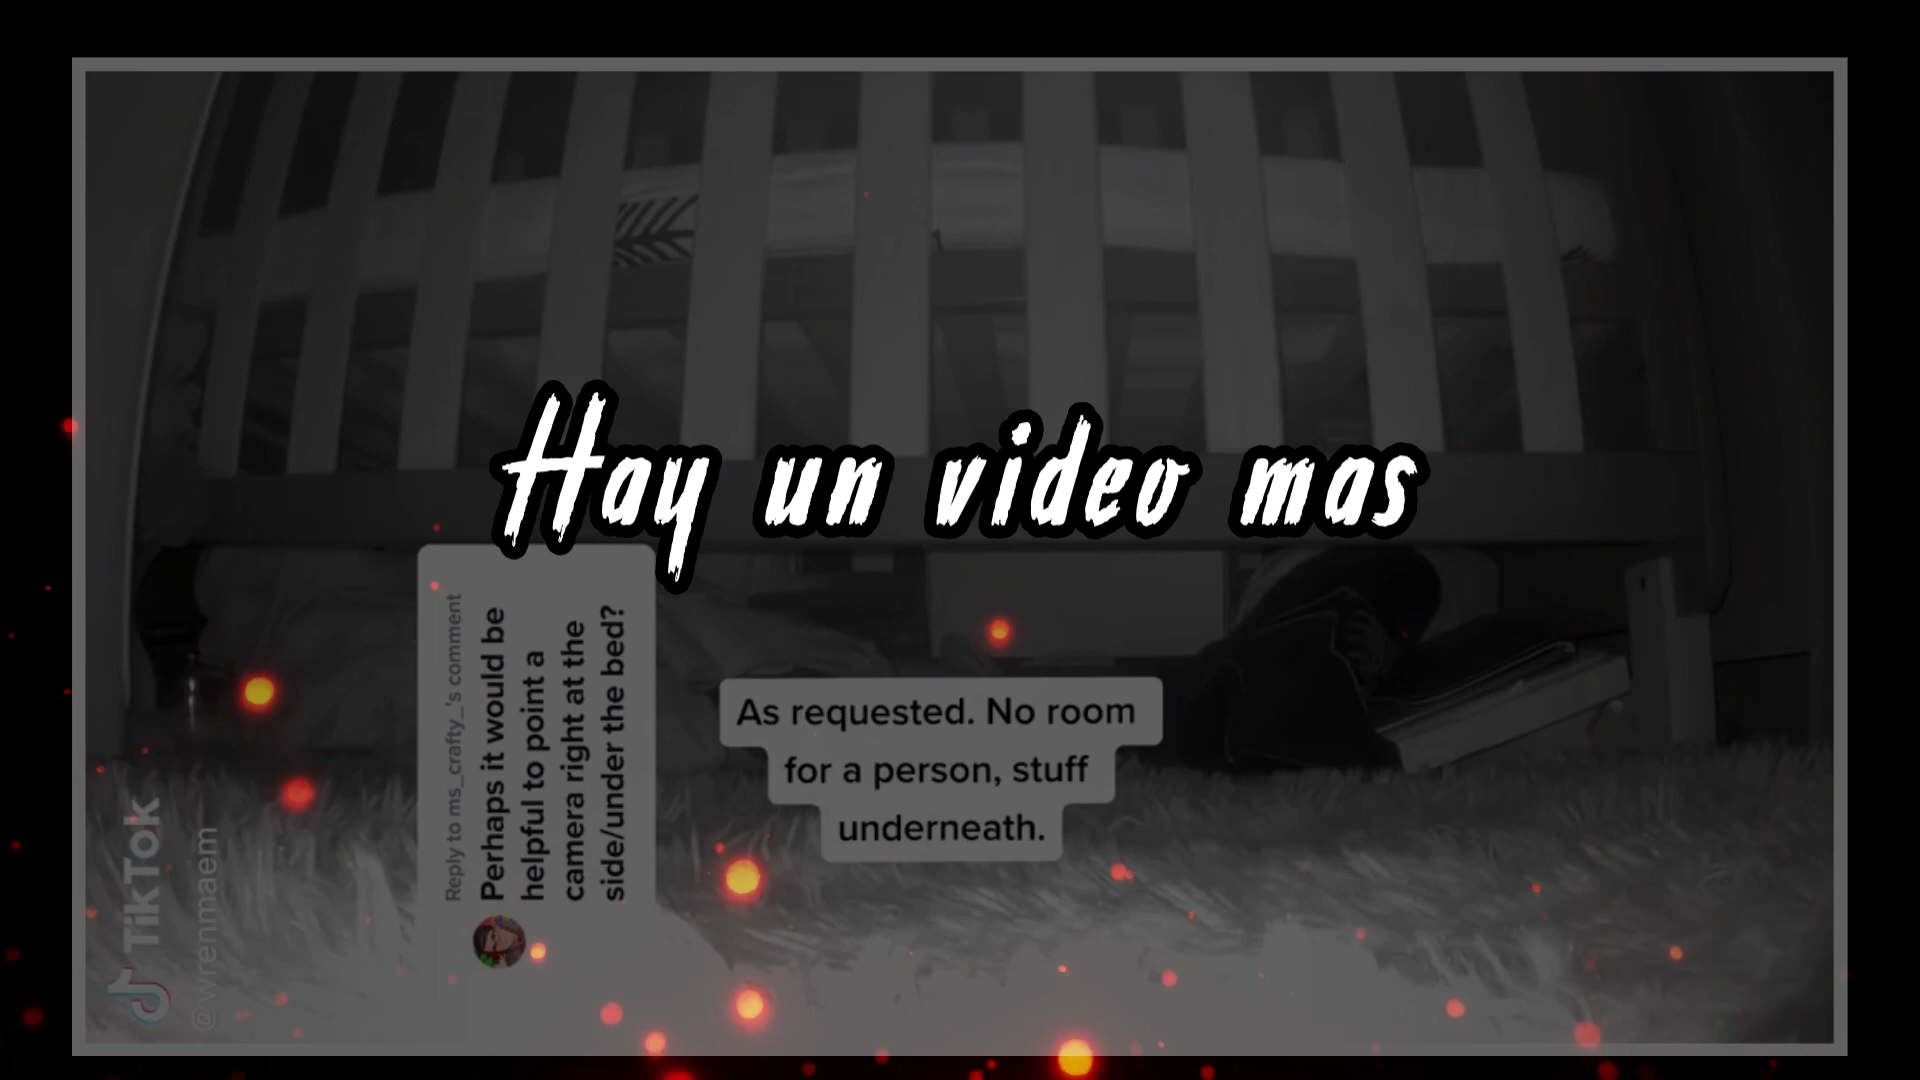 Hay un video mas
Reply to ms_crafty_'s comment
Perhaps it would be
helpful to point a
camera right at the
side/under the bed?
As requested. No room
for a person, stuff
underneath.
TikTok
@wrenmaem